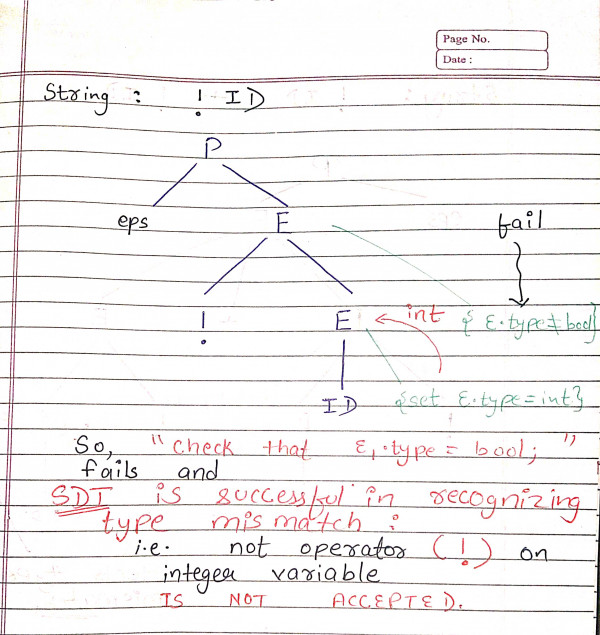 Page No.
Date :
String : ! ID
P
eps E fail
! E int { E.type ≠ bool}
ID {set E.type = int}
So, "check that E₁.type = bool;"
fails and
SDT is successful in recognizing
type mismatch :
i.e. not operator (!) on
integer variable
IS NOT ACCEPTED.